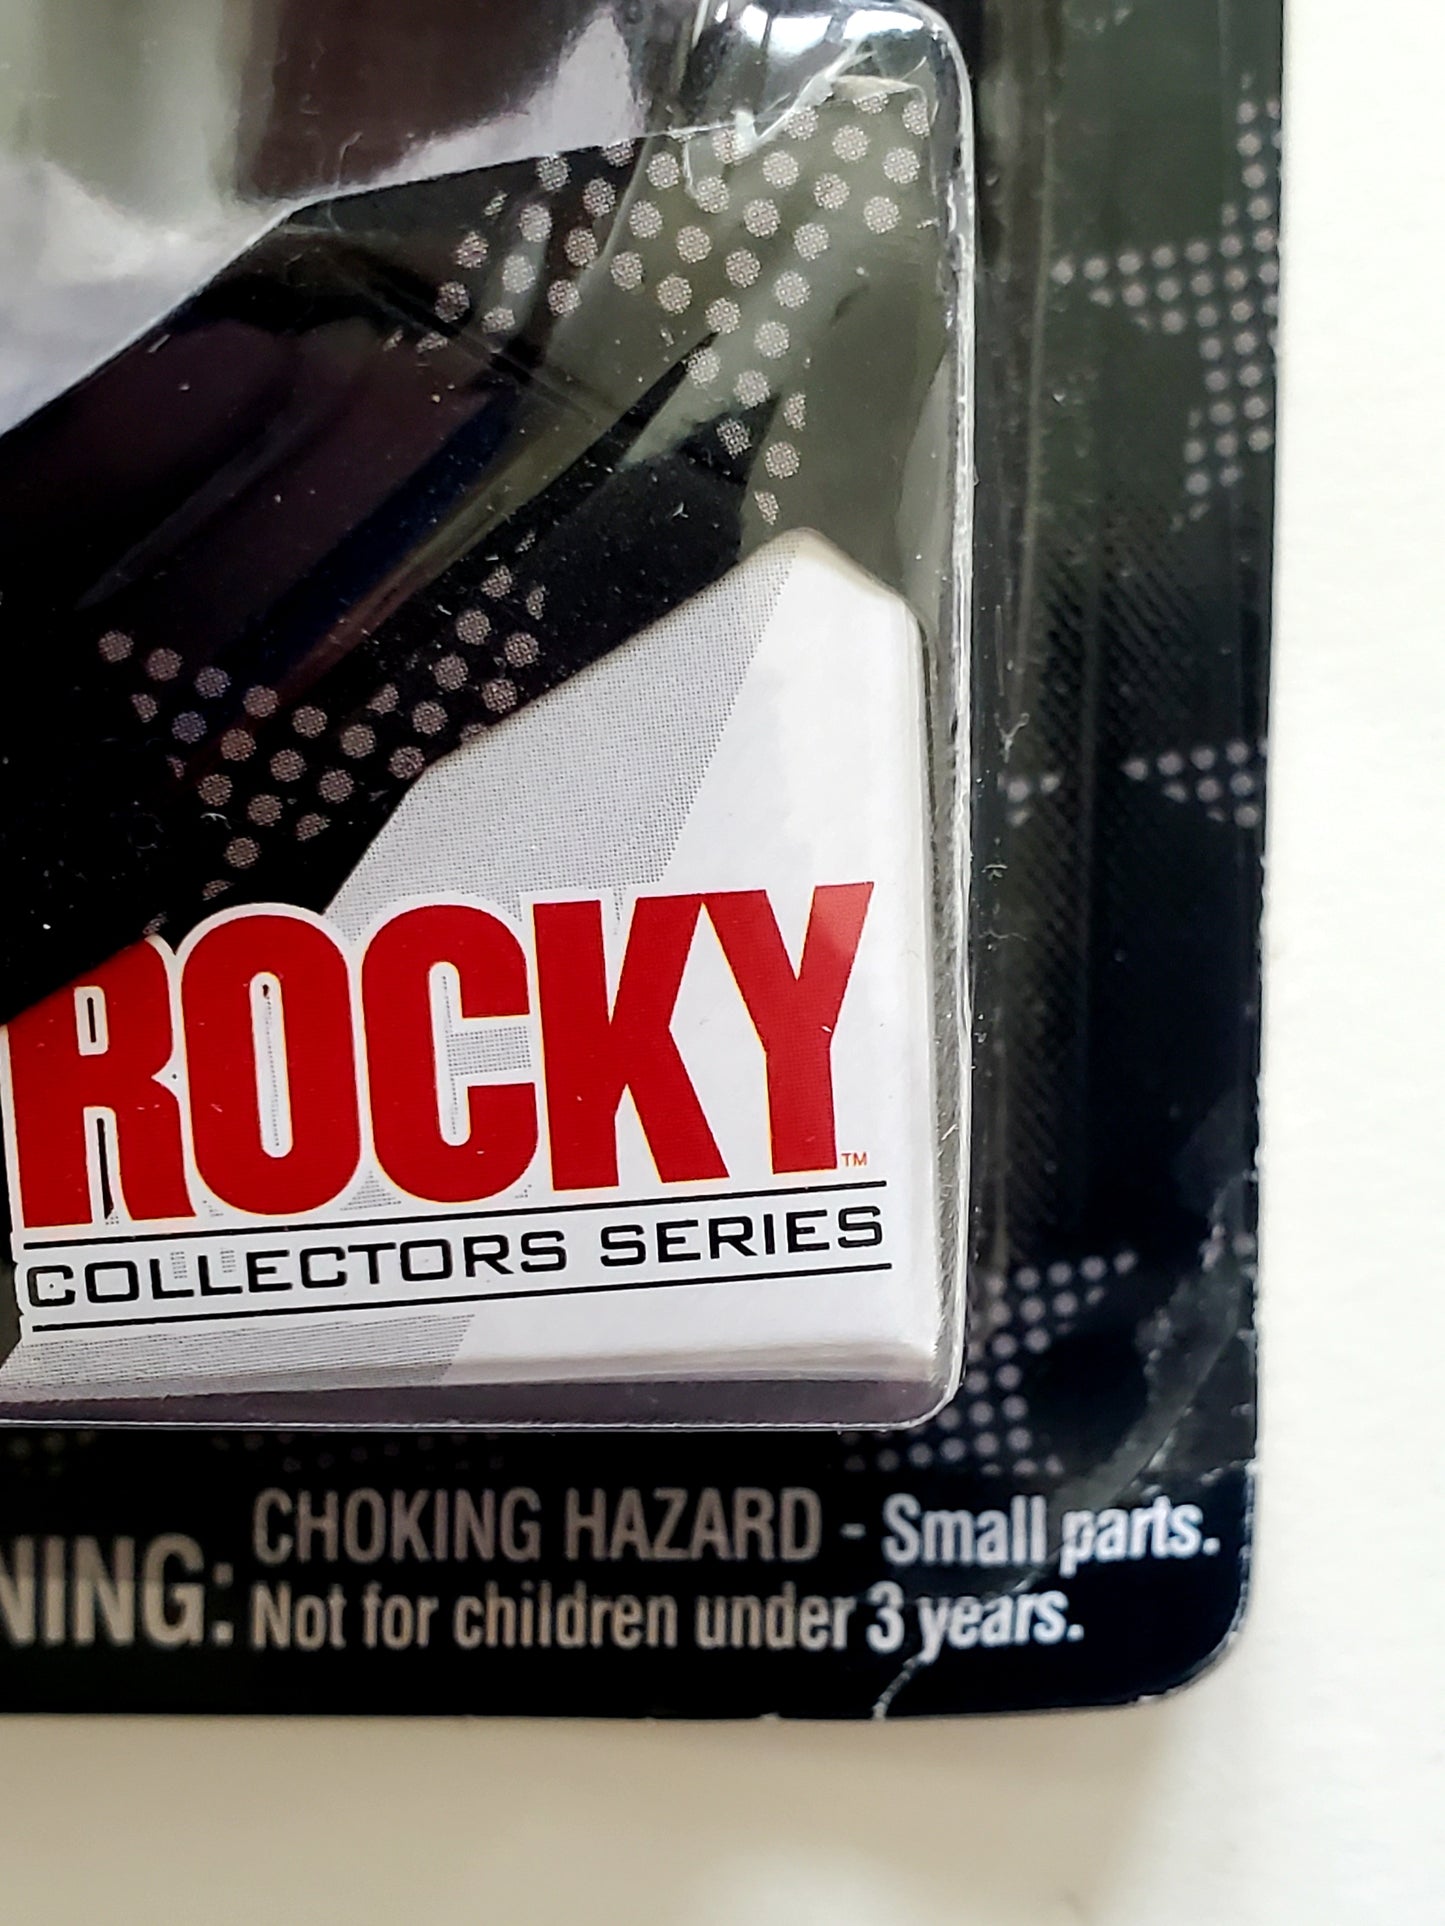 ROCKY™
COLLECTORS SERIES
NING: CHOKING HAZARD - Small parts.
Not for children under 3 years.